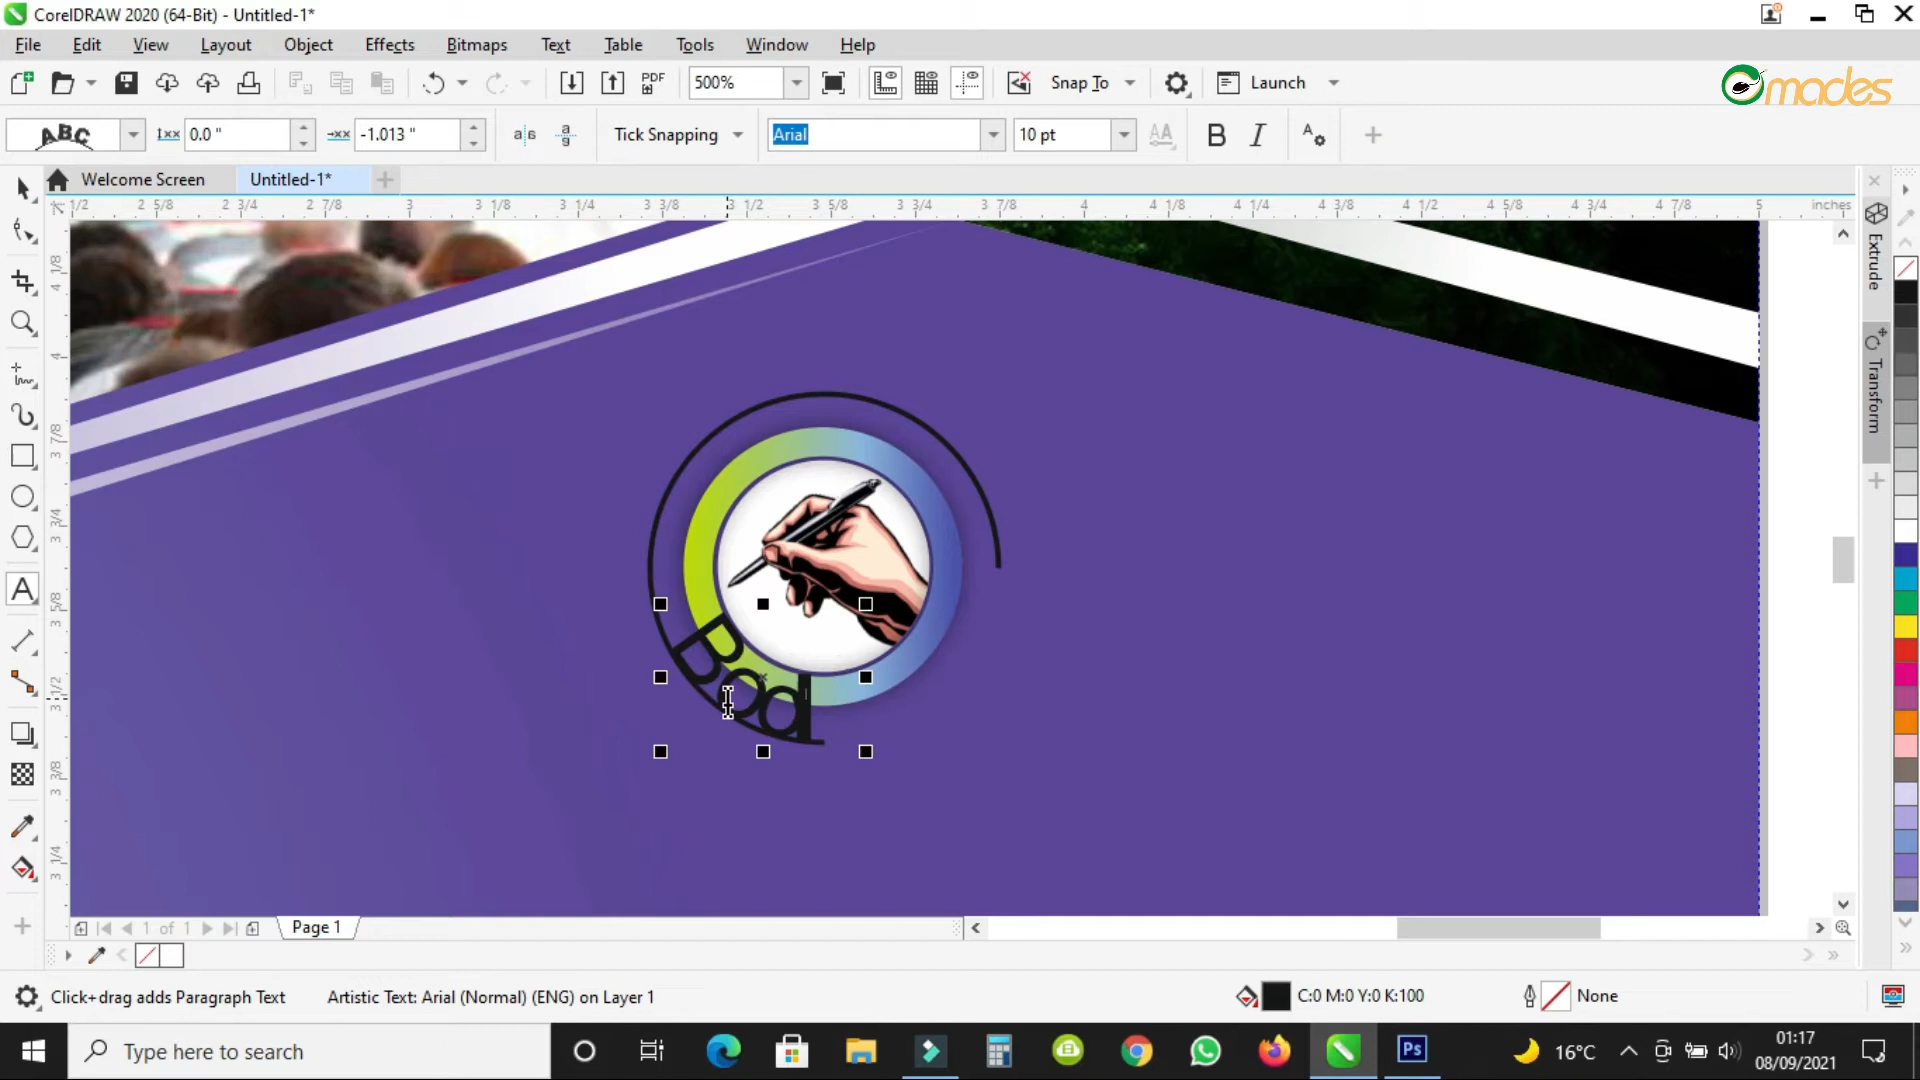 CorelDRAW 2020 (64-Bit) - Untitled-1*
File Edit View Layout Object Effects Bitmaps Text Table Tools Window Help
PDF 500% Snap To Launch
mades
ABC 0.0 " -1.013 " Tick Snapping Arial 10 pt B I
Welcome Screen Untitled-1*
1/2 2 5/8 2 3/4 2 7/8 3 3 1/8 3 1/4 3 3/8 3 1/2 3 5/8 3 3/4 3 7/8 4 4 1/8 4 1/4 4 3/8 4 1/2 4 5/8 4 3/4 4 7/8 5 inches
Extrude
Transform
Bod
1 of 1 Page 1
Click+drag adds Paragraph Text Artistic Text: Arial (Normal) (ENG) on Layer 1 C:0 M:0 Y:0 K:100 None
Type here to search Ps 16°C 01:17
08/09/2021